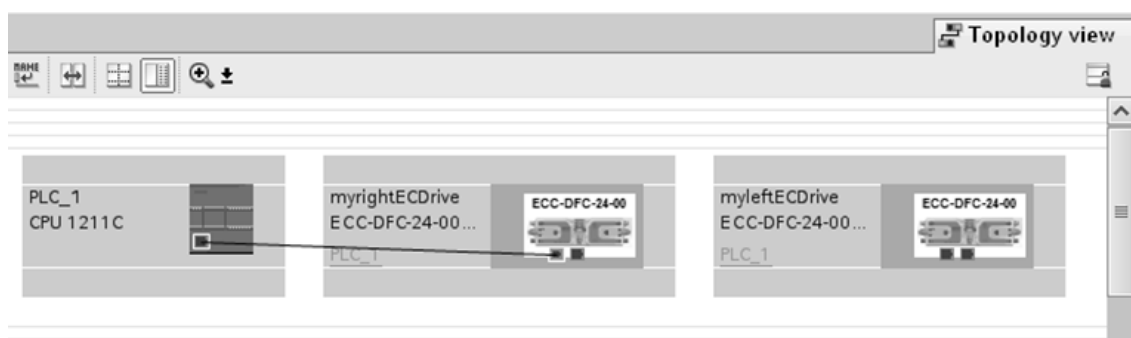 Topology view
NAME
PLC_1
CPU 1211C
myrightECDrive
ECC-DFC-24-00...
PLC_1
ECC-DFC-24-00
myleftECDrive
ECC-DFC-24-00...
PLC_1
ECC-DFC-24-00